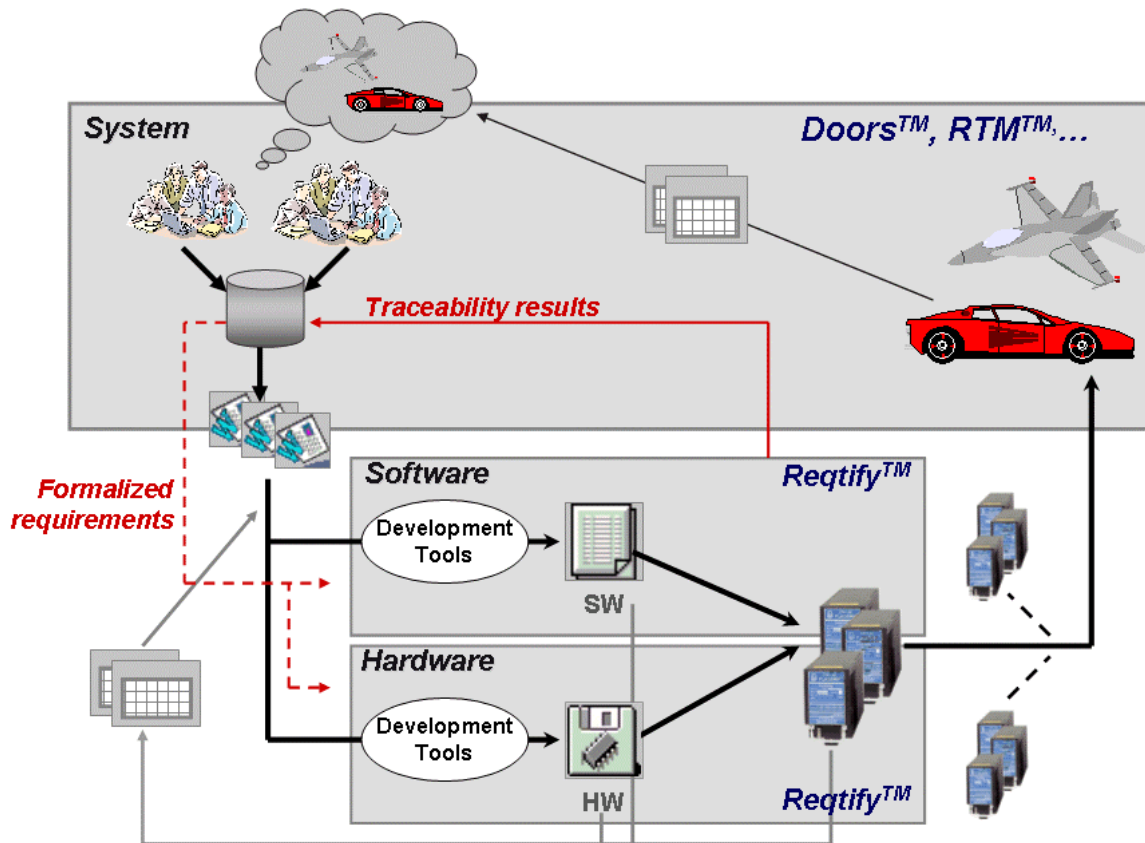 System
Doors™, RTM™,...
Traceability results
Formalized
requirements
Software
Reqtify™
Development
Tools
SW
Hardware
Development
Tools
HW
Reqtify™